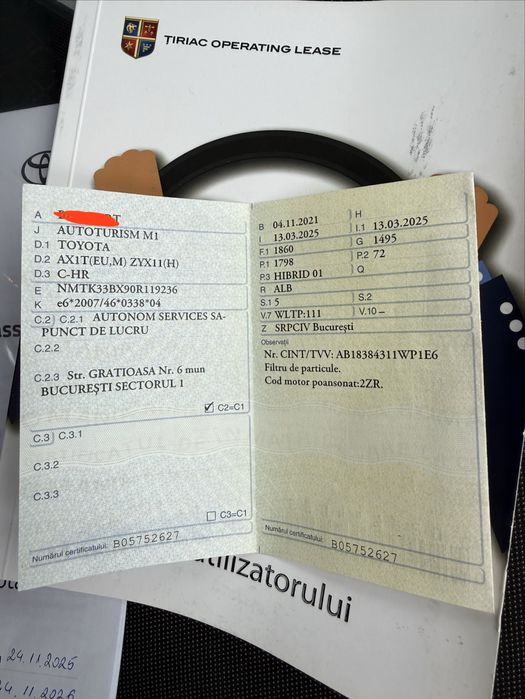 TIRIAC OPERATING LEASE
A
J AUTOTURISM M1
D.1 TOYOTA
D.2 AX1T(EU,M) ZYX11(H)
D.3 C-HR
E NMTK33BX90R119236
K e6*2007/46*0338*04
C.2 C.2.1 AUTONOM SERVICES SA-
PUNCT DE LUCRU
C.2.2
C.2.3 Str. GRATIOASA Nr. 6 mun
BUCUREȘTI SECTORUL 1
C2=C1
C.3 C.3.1
C.3.2
C.3.3
C3=C1
Numărul certificatului: B05752627
B 04.11.2021 H
I 13.03.2025 I.1 13.03.2025
F.1 1860 G 1495
P.1 1798 P.2 72
P.3 HIBRID 01 Q
R ALB
S.1 5 S.2
V.7 WLTP:111 V.10 –
Z SRPCIV București
Observații
Nr. CINT/TVV: AB18384311WP1E6
Filtru de particule.
Cod motor poansonat:2ZR.
Numărul certificatului: B05752627
utilizatorului
24.11.2025
24.11.2026